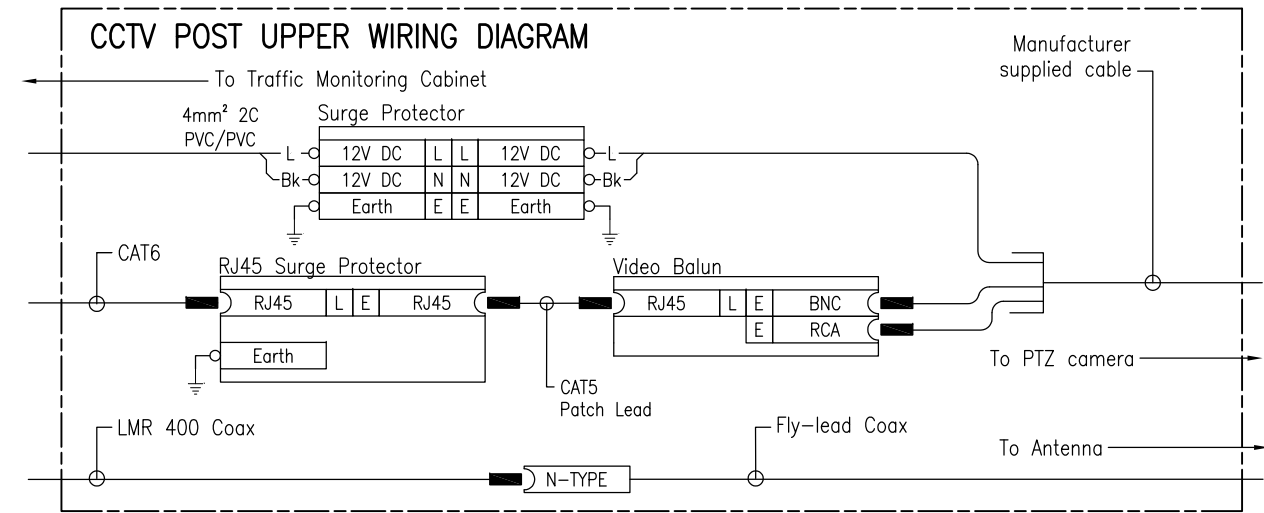 CCTV POST UPPER WIRING DIAGRAM
Manufacturer
supplied cable
To Traffic Monitoring Cabinet
4mm² 2C
PVC/PVC
Surge Protector
L 12V DC L L 12V DC L
Bk 12V DC N N 12V DC Bk
Earth E E Earth
CAT6
RJ45 Surge Protector
Video Balun
RJ45 L E RJ45
RJ45 L E BNC
E RCA
Earth
To PTZ camera
CAT5
Patch Lead
LMR 400 Coax
Fly-lead Coax
To Antenna
N-TYPE